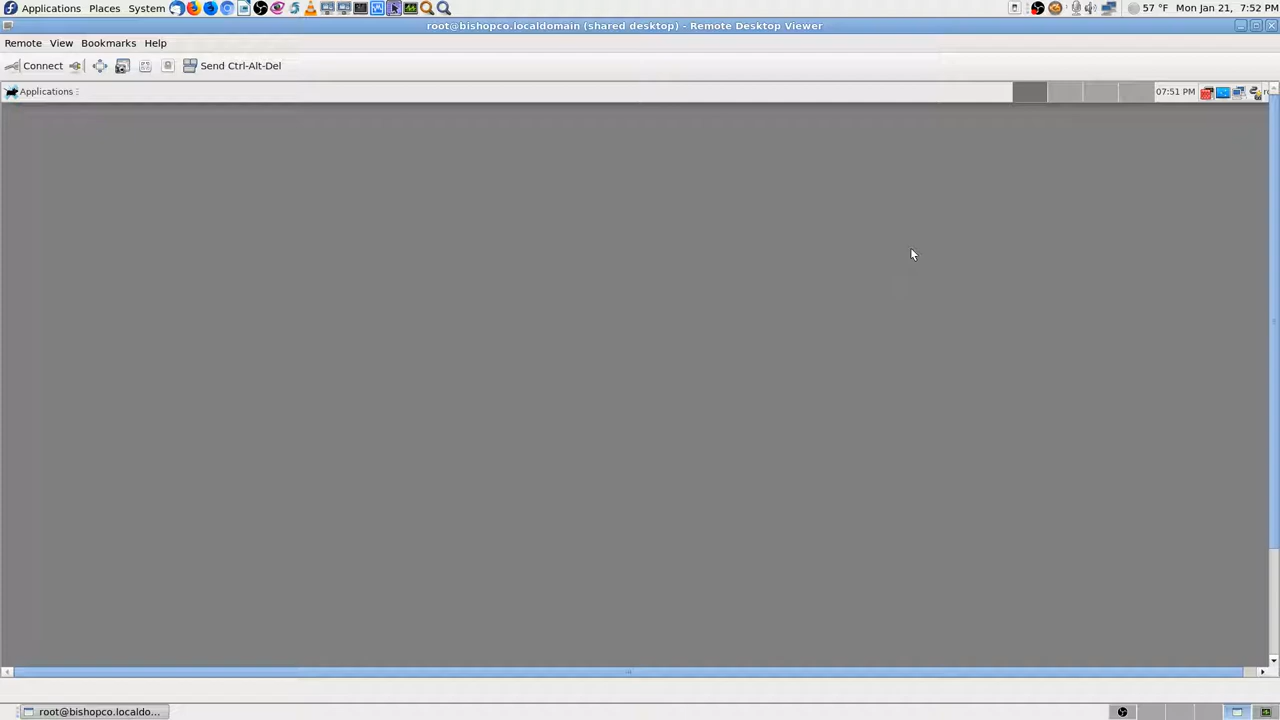 Applications Places System 57 °F Mon Jan 21, 7:52 PM
root@bishopco.localdomain (shared desktop) - Remote Desktop Viewer
Remote View Bookmarks Help
Connect Send Ctrl-Alt-Del
Applications 07:51 PM
root@bishopco.localdo...